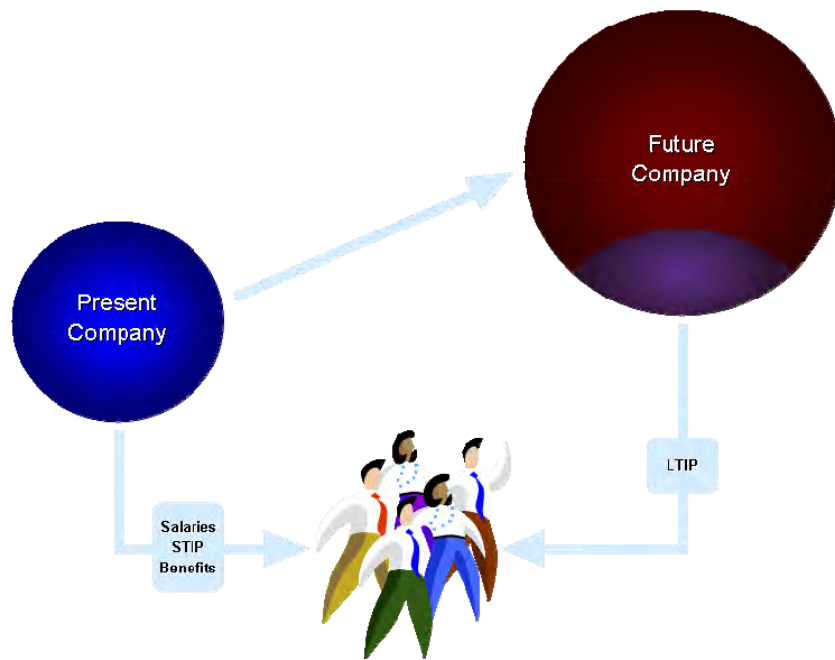 Future
Company
Present
Company
LTIP
Salaries
STIP
Benefits